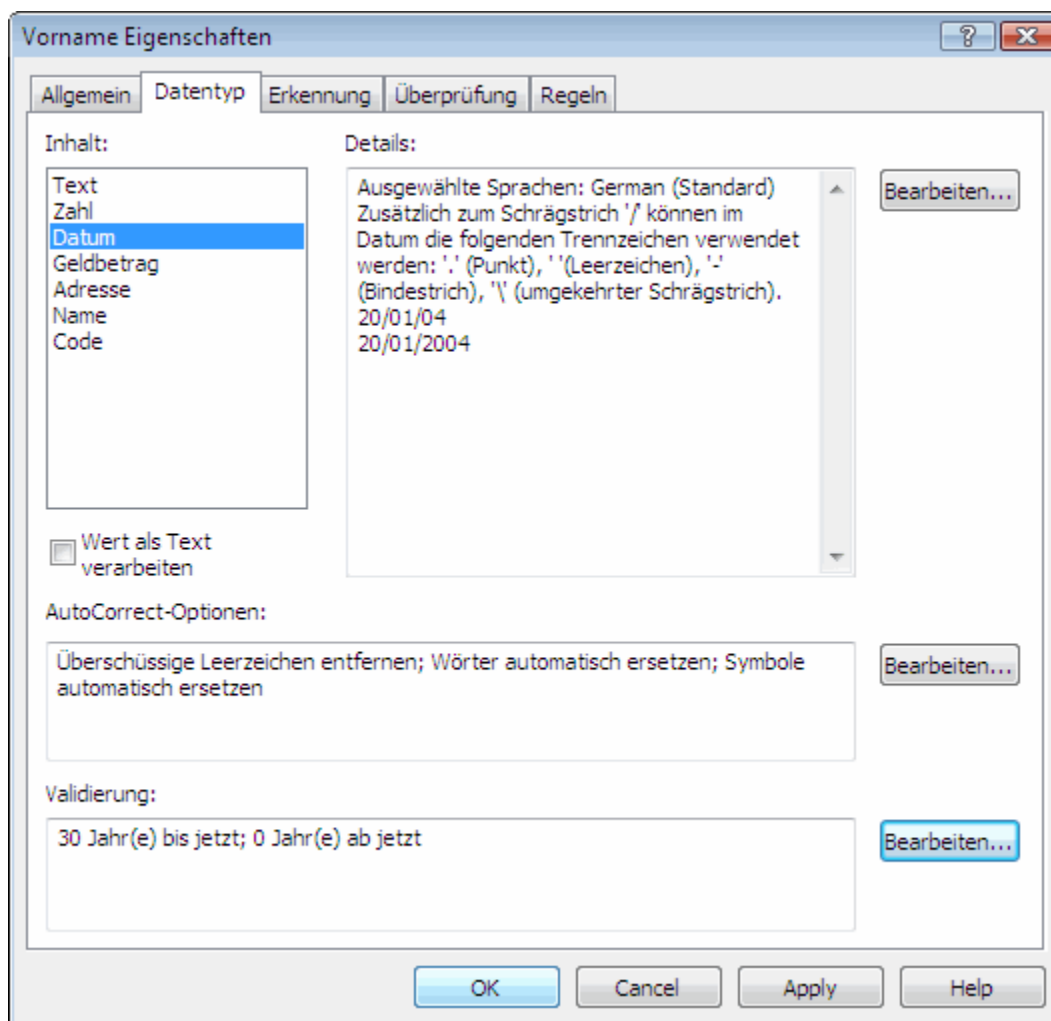 Vorname Eigenschaften
Allgemein Datentyp Erkennung Überprüfung Regeln
Inhalt:
Text
Zahl
Datum
Geldbetrag
Adresse
Name
Code
Details:
Ausgewählte Sprachen: German (Standard)
Zusätzlich zum Schrägstrich '/' können im
Datum die folgenden Trennzeichen verwendet
werden: '.' (Punkt), ' '(Leerzeichen), '-'
(Bindestrich), '\' (umgekehrter Schrägstrich).
20/01/04
20/01/2004
Bearbeiten...
Wert als Text
verarbeiten
AutoCorrect-Optionen:
Überschüssige Leerzeichen entfernen; Wörter automatisch ersetzen; Symbole
automatisch ersetzen
Bearbeiten...
Validierung:
30 Jahr(e) bis jetzt; 0 Jahr(e) ab jetzt
Bearbeiten...
OK Cancel Apply Help